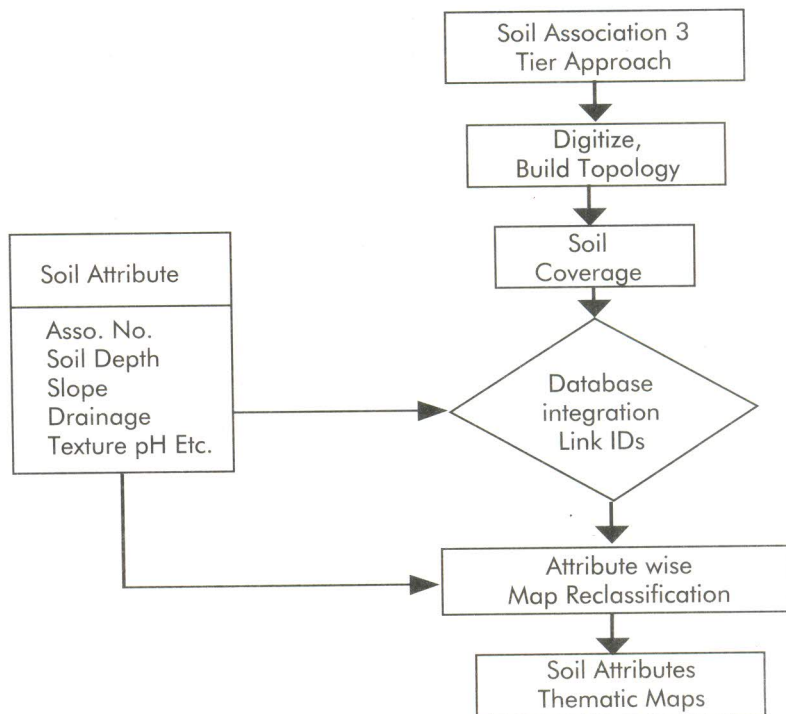 Soil Association 3
Tier Approach
Digitize,
Build Topology
Soil
Coverage
Soil Attribute
Asso. No.
Soil Depth
Slope
Drainage
Texture pH Etc.
Database
integration
Link IDs
Attribute wise
Map Reclassification
Soil Attributes
Thematic Maps